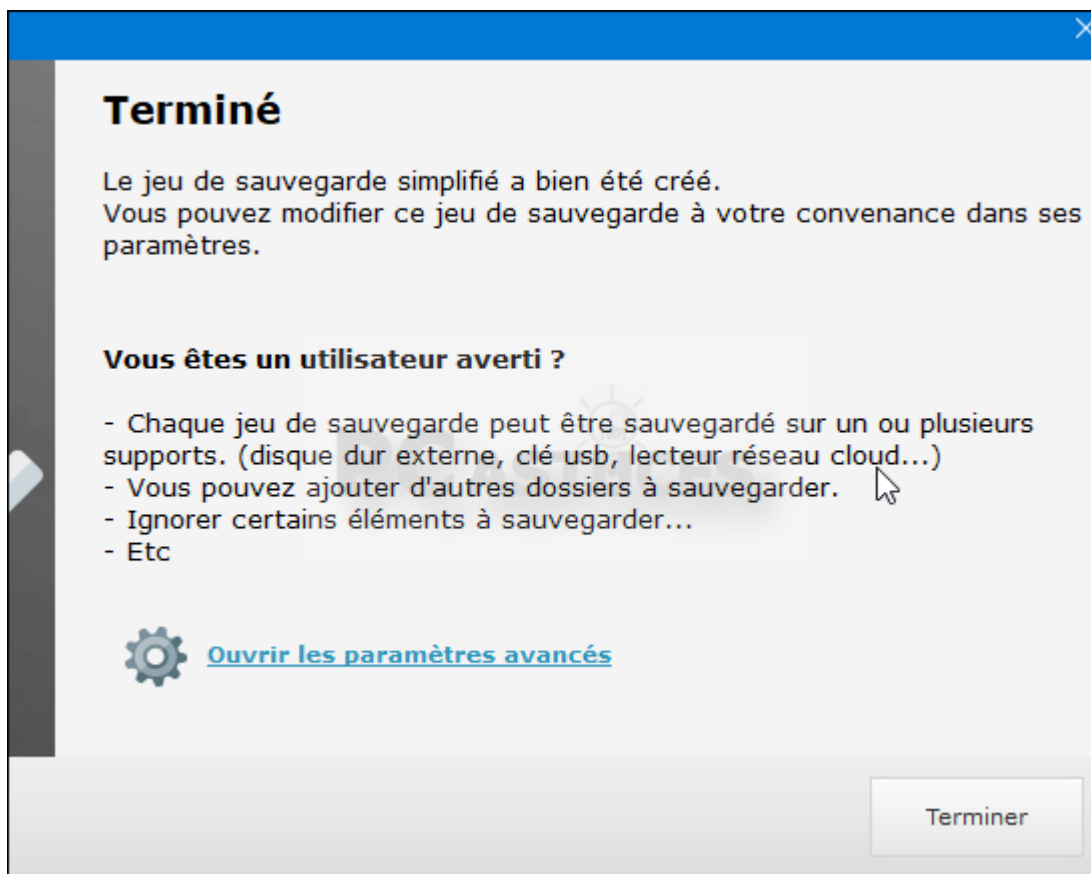 Terminé
Le jeu de sauvegarde simplifié a bien été créé.
Vous pouvez modifier ce jeu de sauvegarde à votre convenance dans ses
paramètres.
Vous êtes un utilisateur averti ?
- Chaque jeu de sauvegarde peut être sauvegardé sur un ou plusieurs
supports. (disque dur externe, clé usb, lecteur réseau cloud...)
- Vous pouvez ajouter d'autres dossiers à sauvegarder.
- Ignorer certains éléments à sauvegarder...
- Etc
PC ASTUCES
Ouvrir les paramètres avancés
Terminer